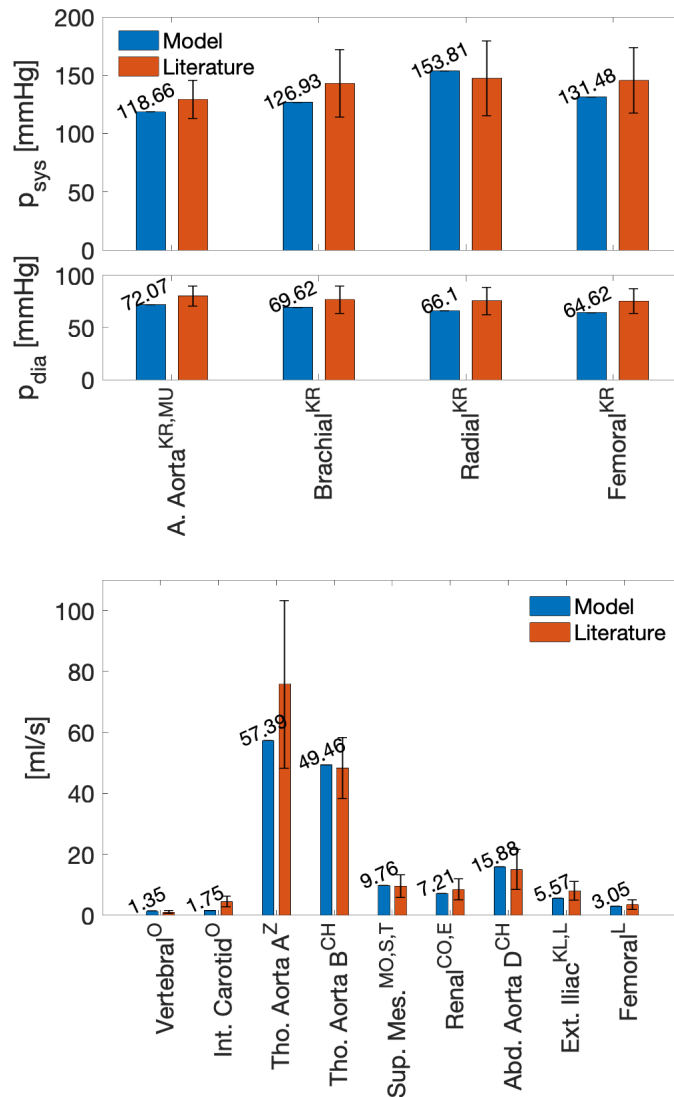 200
150
100
50
0
p_sys [mmHg]
Model
Literature
118.66
126.93
153.81
131.48
100
50
0
p_dia [mmHg]
72.07
69.62
66.1
64.62
A. Aorta^KR,MU
Brachial^KR
Radial^KR
Femoral^KR
100
80
60
40
20
0
[ml/s]
Model
Literature
1.35
1.75
57.39
49.46
9.76
7.21
15.88
5.57
3.05
Vertebral^O
Int. Carotid^O
Tho. Aorta A^Z
Tho. Aorta B^CH
Sup. Mes.^MO,S,T
Renal^CO,E
Abd. Aorta D^CH
Ext. Iliac^KL,L
Femoral^L